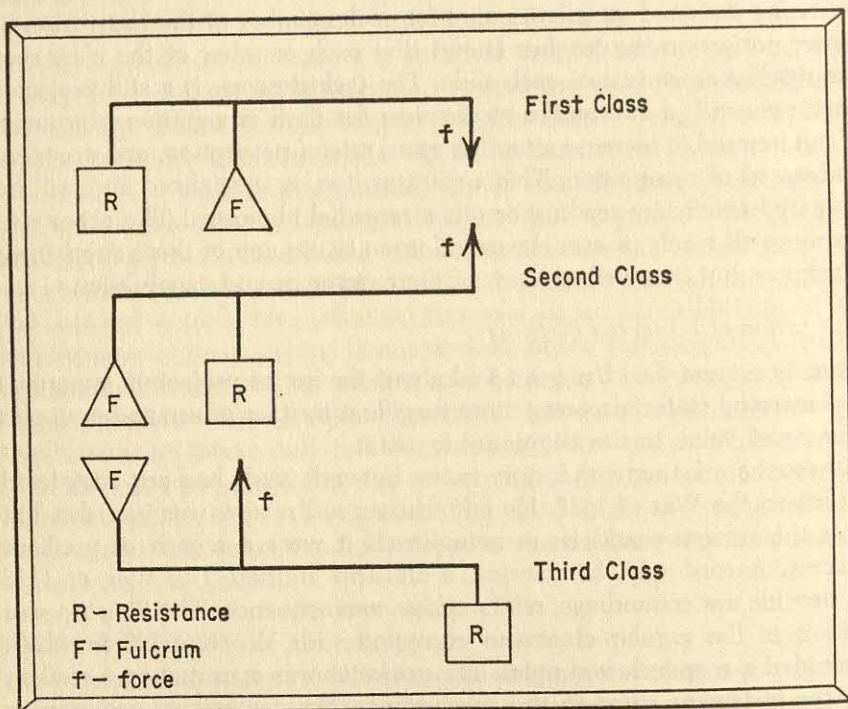 First Class
f
R
F
f
Second Class
F
R
F
f
Third Class
R
R – Resistance
F – Fulcrum
f – force